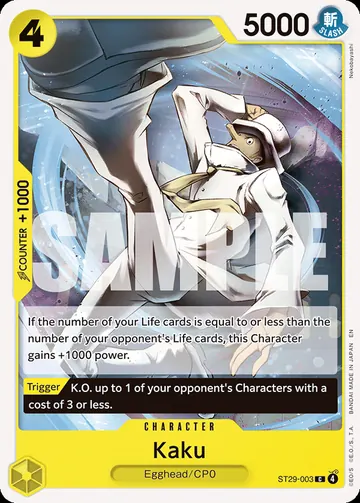 4
5000
斬
SLASH
Nekobayashi
COUNTER +1000
SAMPLE
If the number of your Life cards is equal to or less than the
number of your opponent's Life cards, this Character
gains +1000 power.
Trigger K.O. up to 1 of your opponent's Characters with a
cost of 3 or less.
CHARACTER
Kaku
Egghead/CP0
ST29-003 C 4
©E.O./S. ©E.O./S., T.A. BANDAI MADE IN JAPAN EN